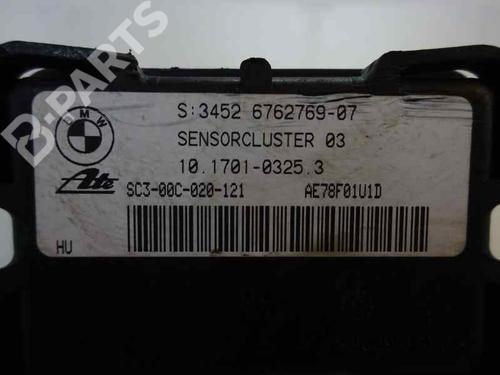 B-PARTS
BMW
S:3452 6762769-07
SENSORCLUSTER 03
10.1701-0325.3
Ate
SC3-00C-020-121 AE78F01U1D
HU